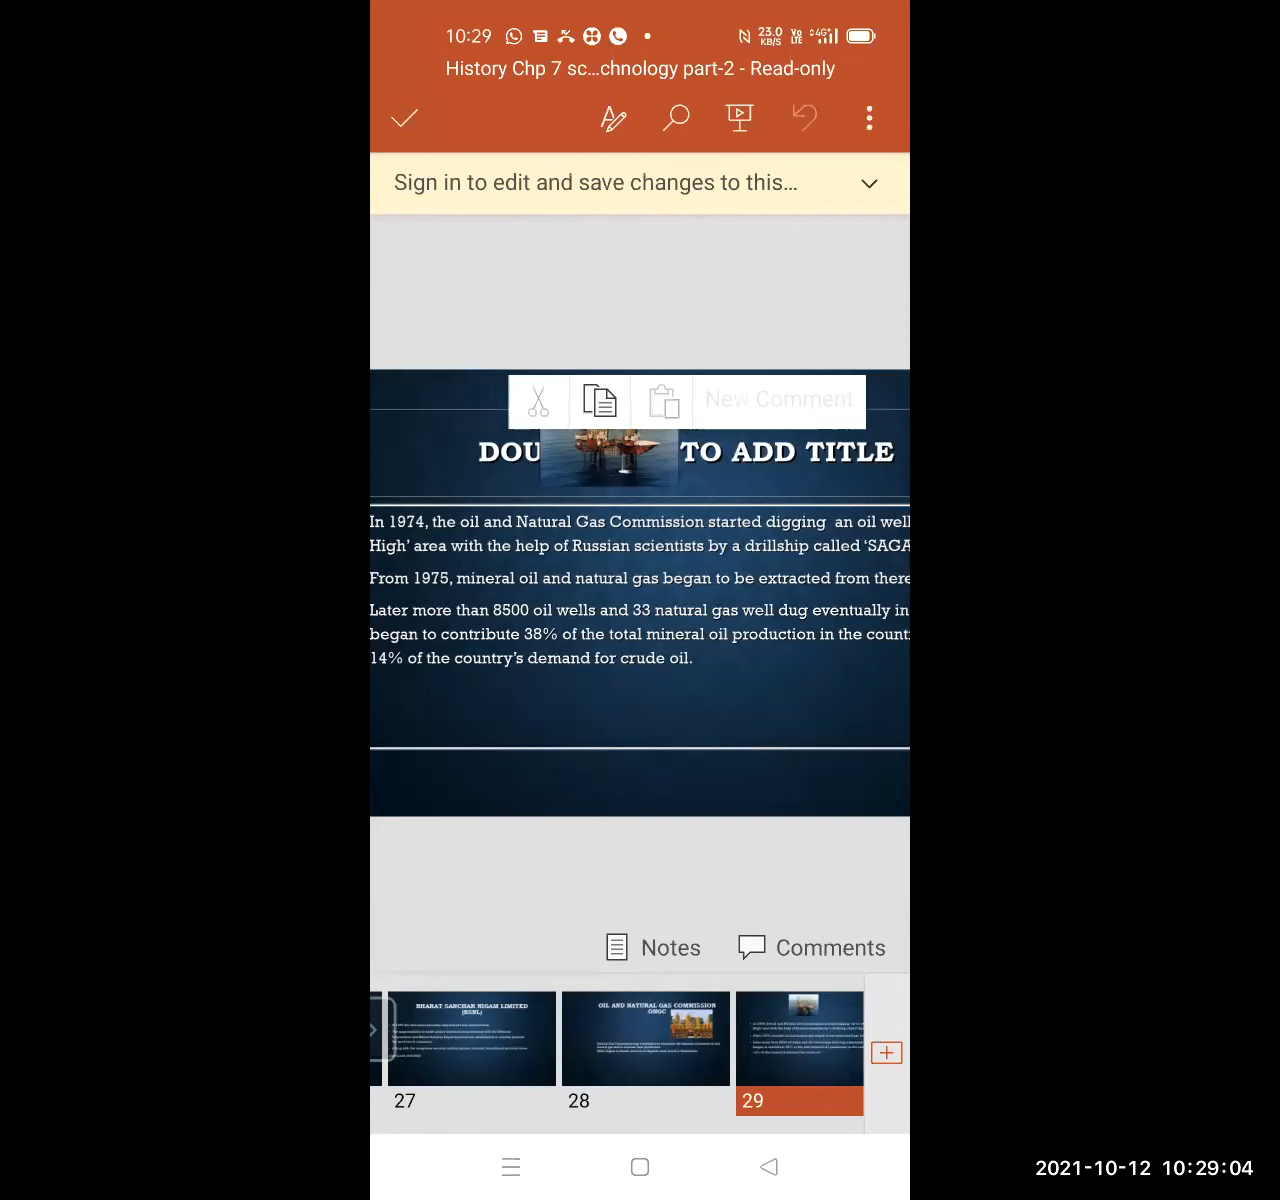 10:29
23.0 KB/S Vo LTE 4G+
History Chp 7 sc...chnology part-2 - Read-only
Sign in to edit and save changes to this...
New Comment
DOU TO ADD TITLE
In 1974, the oil and Natural Gas Commission started digging an oil well
High’ area with the help of Russian scientists by a drillship called ‘SAGA
From 1975, mineral oil and natural gas began to be extracted from there
Later more than 8500 oil wells and 33 natural gas well dug eventually in
began to contribute 38% of the total mineral oil production in the count
14% of the country’s demand for crude oil.
Notes Comments
BHARAT SANCHAR NIGAM LIMITED
(BSNL)
OIL AND NATURAL GAS COMMISSION
ONGC
27 28 29
2021-10-12 10:29:04